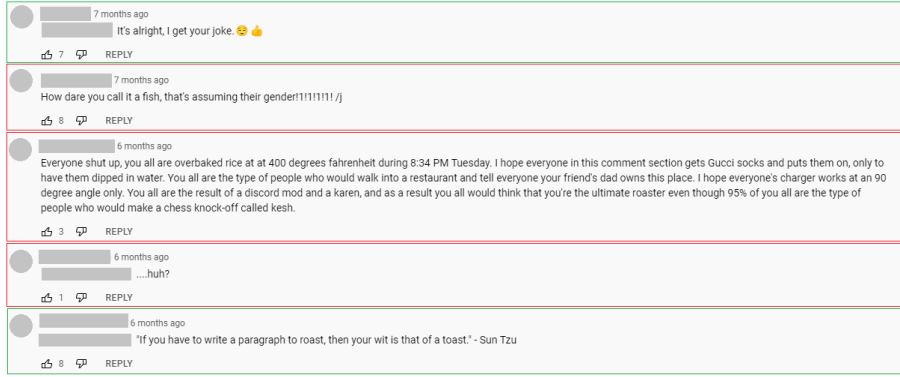 7 months ago
It's alright, I get your joke.😌👍
7 REPLY
7 months ago
How dare you call it a fish, that's assuming their gender!1!1!1!1! /j
8 REPLY
6 months ago
Everyone shut up, you all are overbaked rice at at 400 degrees fahrenheit during 8:34 PM Tuesday. I hope everyone in this comment section gets Gucci socks and puts them on, only to
have them dipped in water. You all are the type of people who would walk into a restaurant and tell everyone your friend's dad owns this place. I hope everyone's charger works at an 90
degree angle only. You all are the result of a discord mod and a karen, and as a result you all would think that you're the ultimate roaster even though 95% of you all are the type of
people who would make a chess knock-off called kesh.
3 REPLY
6 months ago
....huh?
1 REPLY
6 months ago
"If you have to write a paragraph to roast, then your wit is that of a toast." - Sun Tzu
8 REPLY